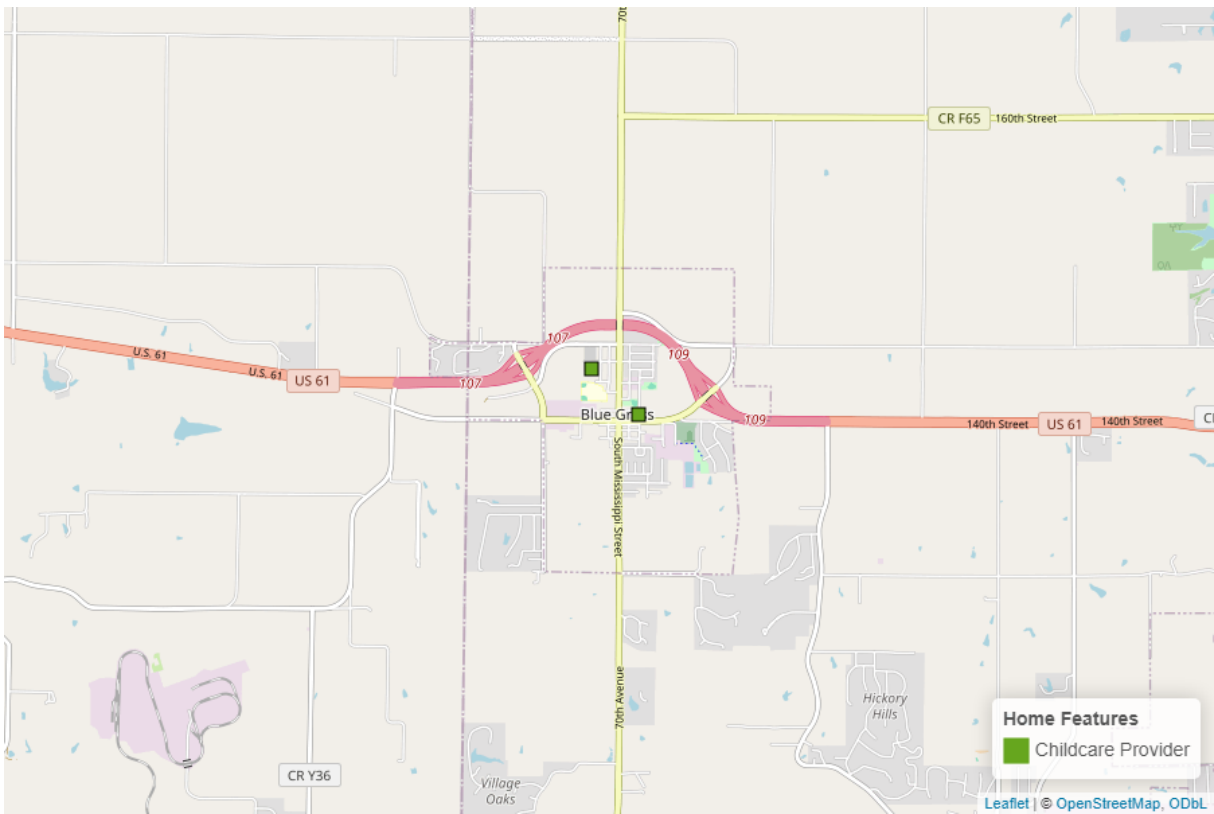 70th
CR F65
160th Street
107
109
U.S. 61
U.S. 61
US 61
107
109
140th Street
US 61
140th Street
Blue
South Mississippi Street
70th Avenue
Hickory
Hills
Village
Oaks
CR Y36
Home Features
Childcare Provider
Leaflet | © OpenStreetMap, ODbL